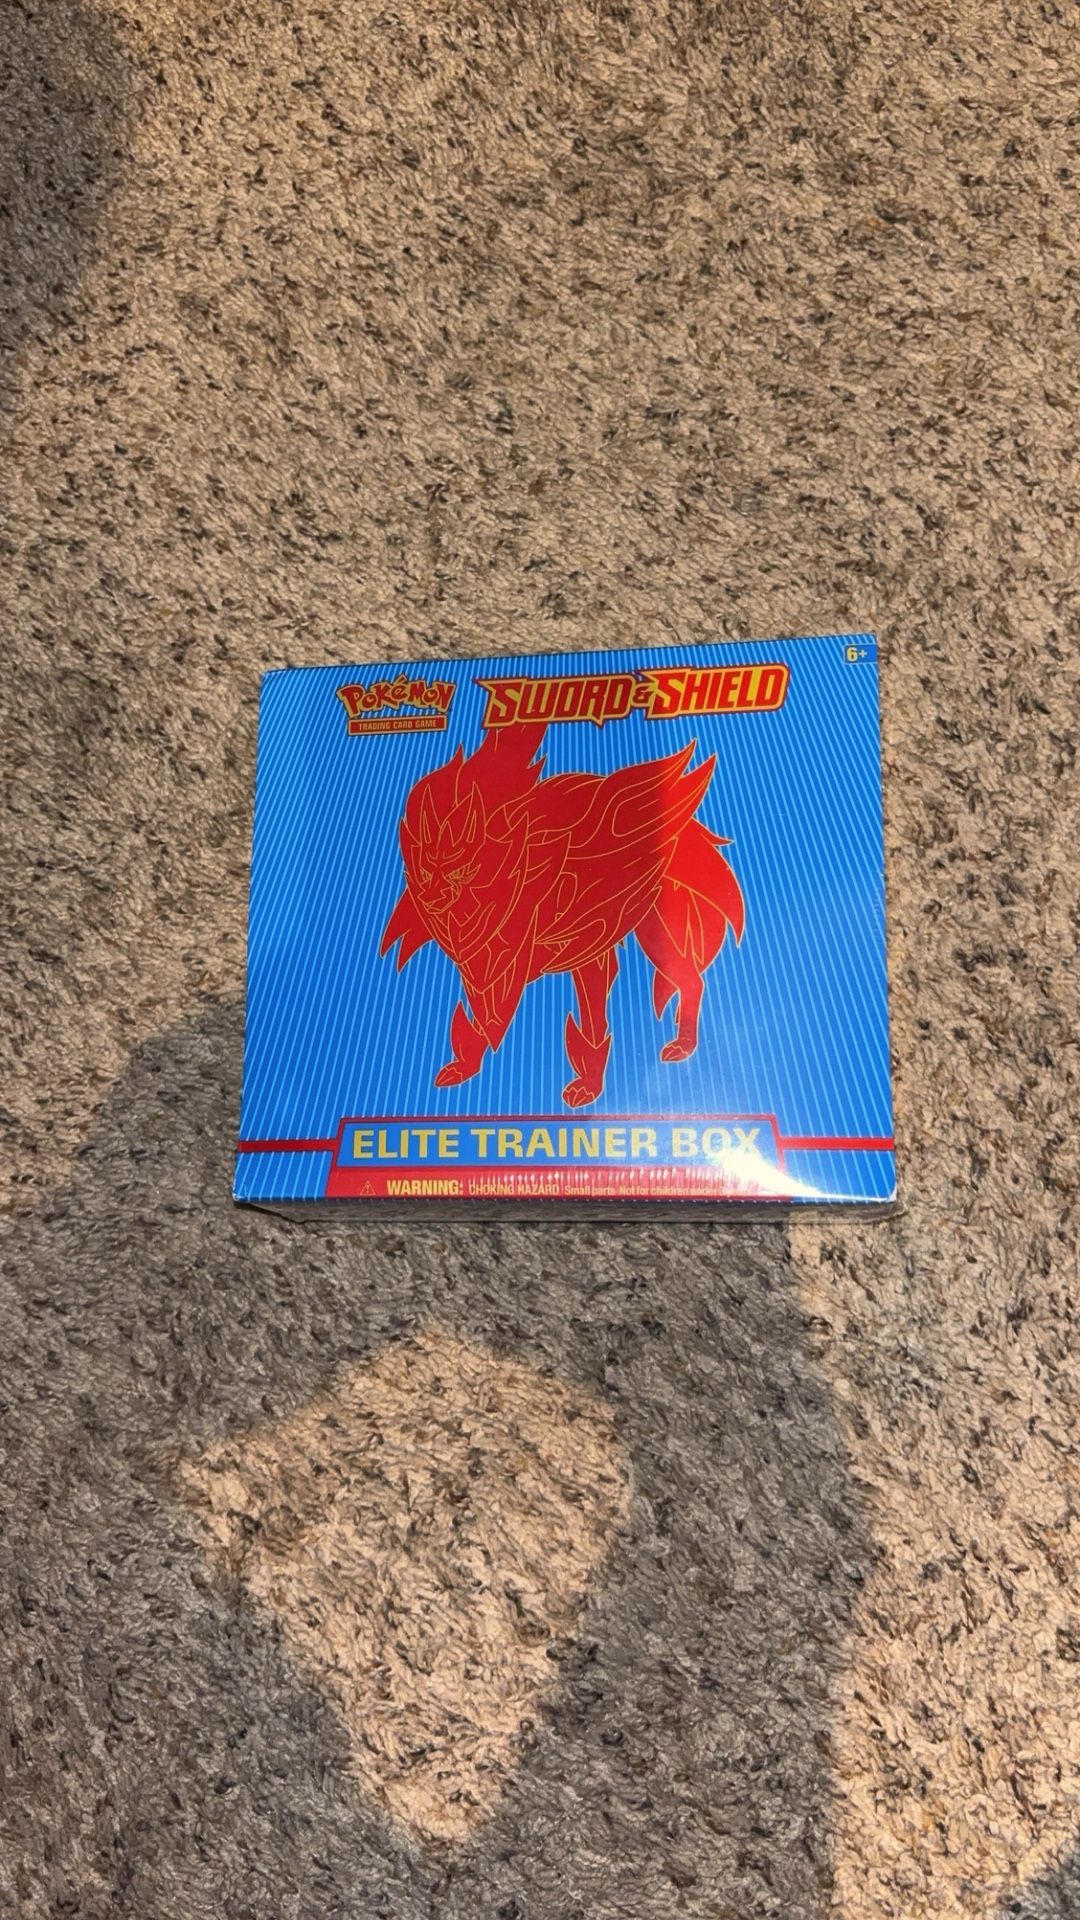 6+
POKéMON
TRADING CARD GAME
SWORD & SHIELD
ELITE TRAINER BOX
WARNING: CHOKING HAZARD Small parts Not for children under 3